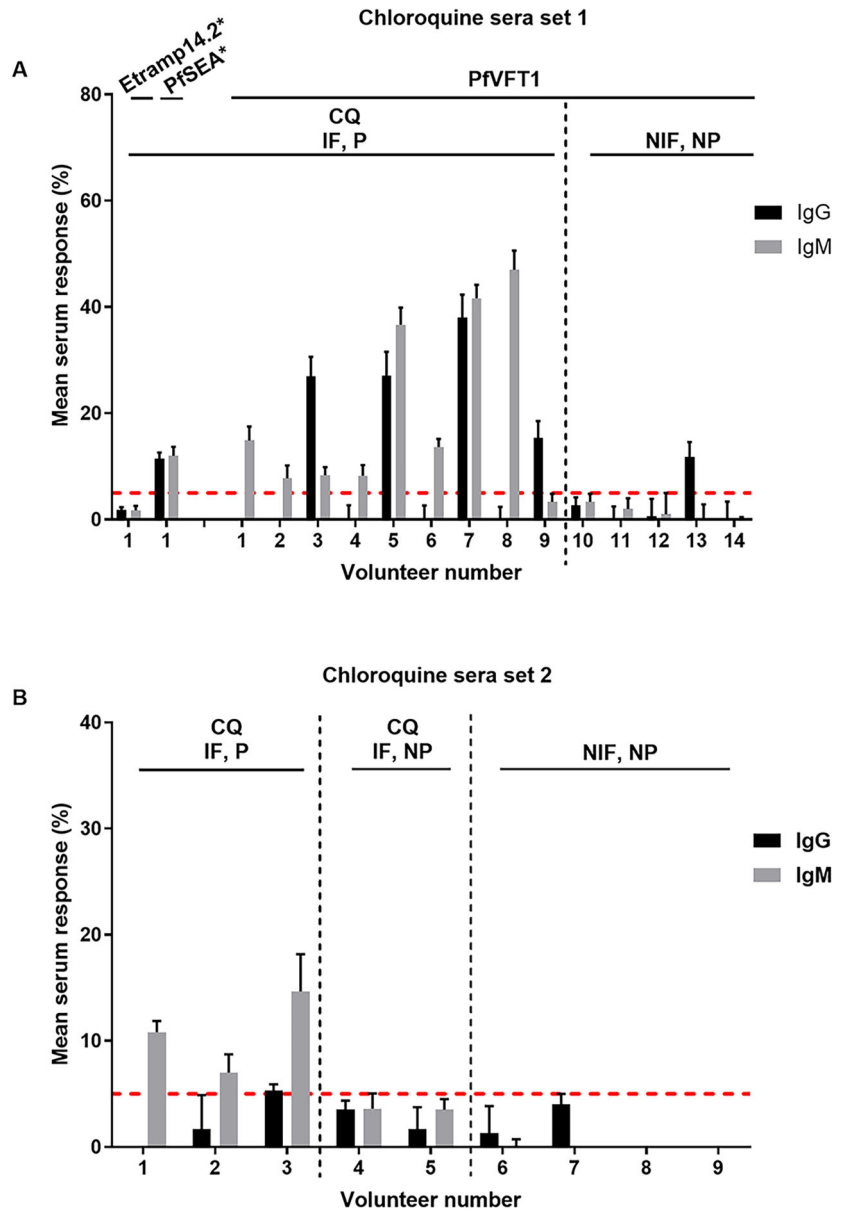 Chloroquine sera set 1
A
Etramp14.2*
PfSEA*
PfVFT1
CQ
IF, P
NIF, NP
IgG
IgM
Mean serum response (%)
80
60
40
20
0
1 1 1 2 3 4 5 6 7 8 9 10 11 12 13 14
Volunteer number
Chloroquine sera set 2
B
CQ
IF, P
CQ
IF, NP
NIF, NP
IgG
IgM
Mean serum response (%)
40
30
20
10
0
1 2 3 4 5 6 7 8 9
Volunteer number